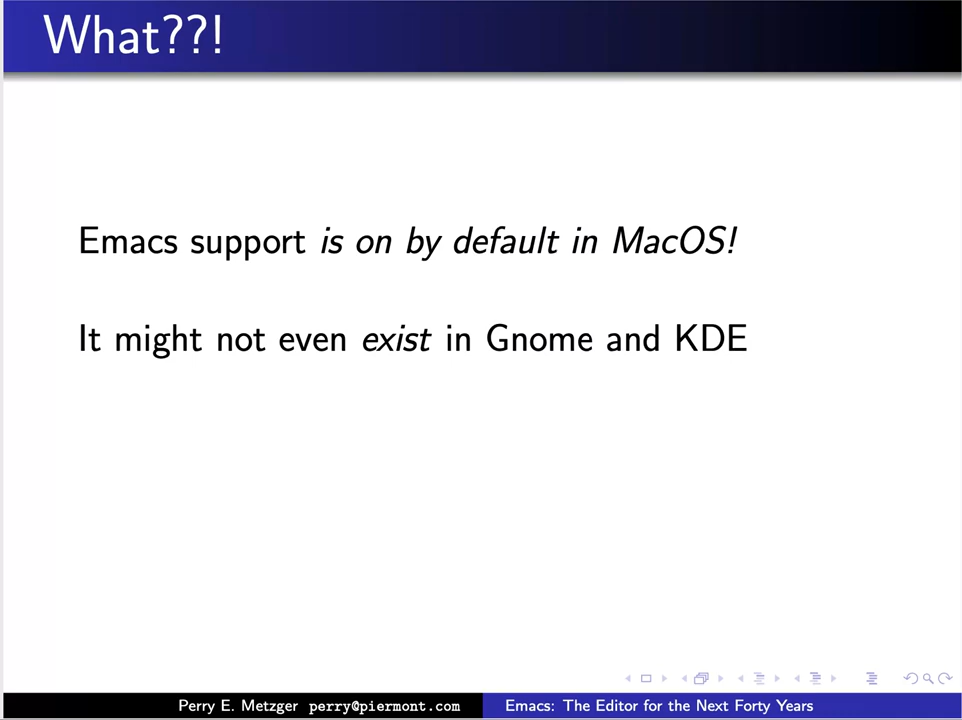 What??!
Emacs support is on by default in MacOS!
It might not even exist in Gnome and KDE
Perry E. Metzger perry@piermont.com Emacs: The Editor for the Next Forty Years